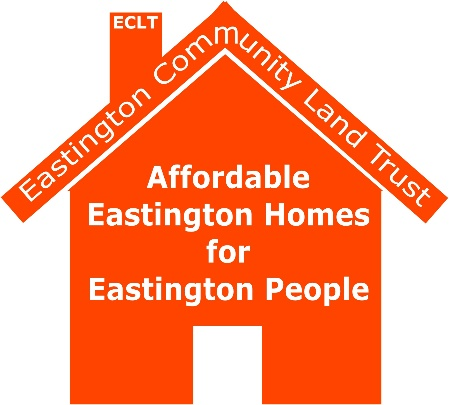 ECLT
Eastington Community Land Trust
Affordable
Eastington Homes
for
Eastington People